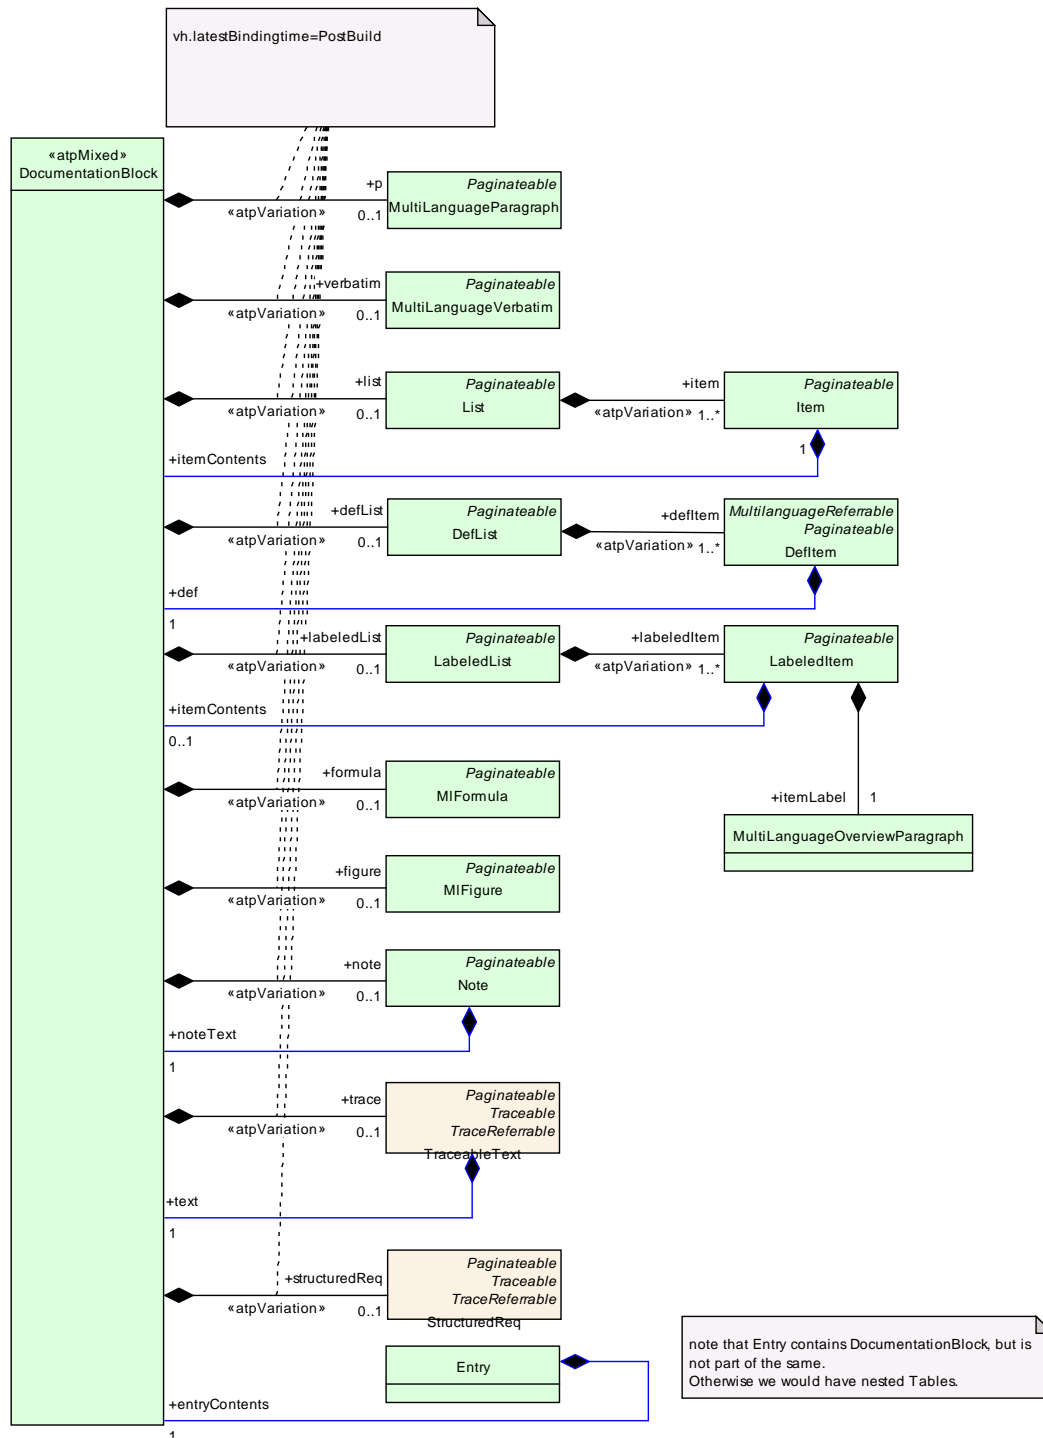 vh.latestBindingtime=PostBuild
«atpMixed»
DocumentationBlock
+p
«atpVariation» 0..1
Paginateable
MultiLanguageParagraph
+verbatim
«atpVariation» 0..1
Paginateable
MultiLanguageVerbatim
+list
«atpVariation» 0..1
Paginateable
List
+item
«atpVariation» 1..*
Paginateable
Item
1
+itemContents
+defList
«atpVariation» 0..1
Paginateable
DefList
+defItem
«atpVariation» 1..*
MultilanguageReferrable
Paginateable
DefItem
+def
1
+labeledList
«atpVariation» 0..1
Paginateable
LabeledList
+labeledItem
«atpVariation» 1..*
Paginateable
LabeledItem
+itemContents
0..1
+formula
«atpVariation» 0..1
Paginateable
MlFormula
+itemLabel 1
MultiLanguageOverviewParagraph
+figure
«atpVariation» 0..1
Paginateable
MlFigure
+note
«atpVariation» 0..1
Paginateable
Note
+noteText
1
+trace
«atpVariation» 0..1
Paginateable
Traceable
TraceReferrable
TraceableText
+text
1
+structuredReq
«atpVariation» 0..1
Paginateable
Traceable
TraceReferrable
StructuredReq
Entry
+entryContents
1
note that Entry contains DocumentationBlock, but is
not part of the same.
Otherwise we would have nested Tables.